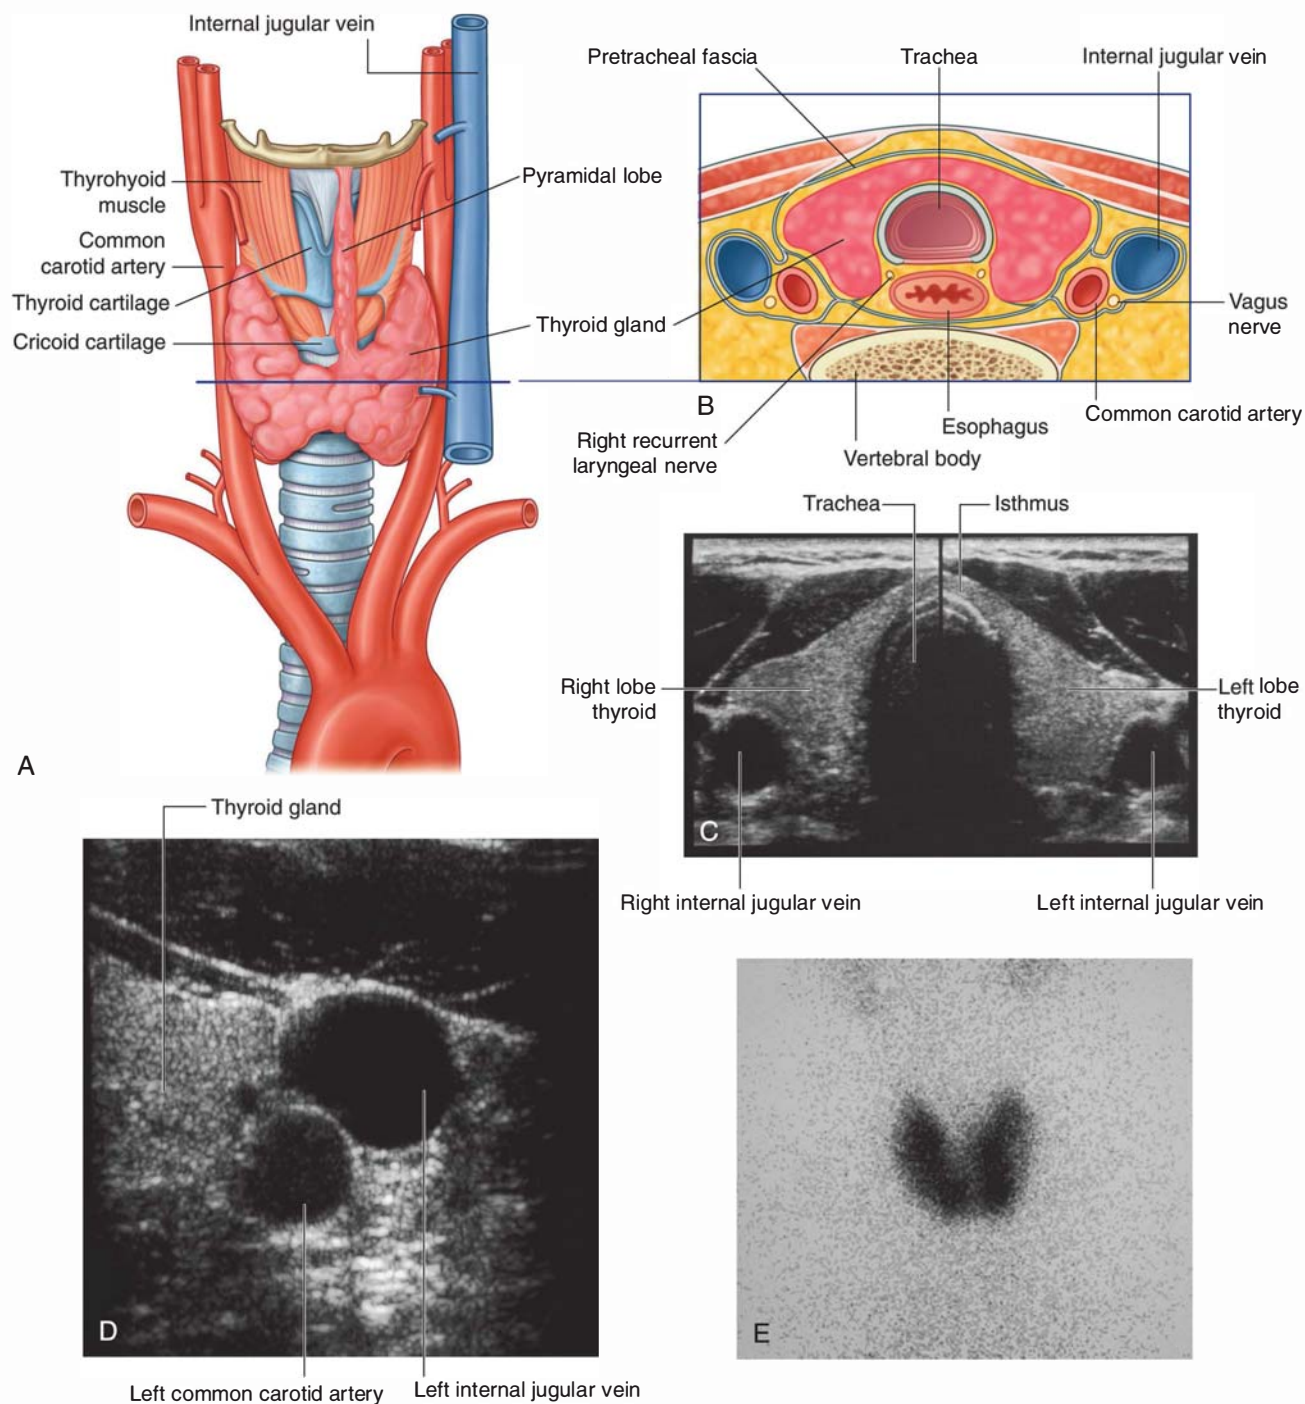 Internal jugular vein
Thyrohyoid
muscle
Common
carotid artery
Thyroid cartilage
Cricoid cartilage
Pyramidal lobe
Thyroid gland
A
Pretracheal fascia
Trachea
Internal jugular vein
Vagus
nerve
Common carotid artery
B
Esophagus
Right recurrent
laryngeal nerve
Vertebral body
Trachea
Isthmus
Right lobe
thyroid
Left lobe
thyroid
C
Right internal jugular vein
Left internal jugular vein
Thyroid gland
D
Left common carotid artery
Left internal jugular vein
E